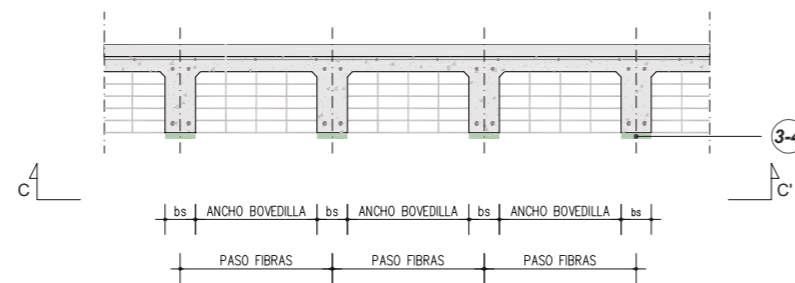 3-4
C C'
bs ANCHO BOVEDILLA bs ANCHO BOVEDILLA bs ANCHO BOVEDILLA bs
PASO FIBRAS PASO FIBRAS PASO FIBRAS